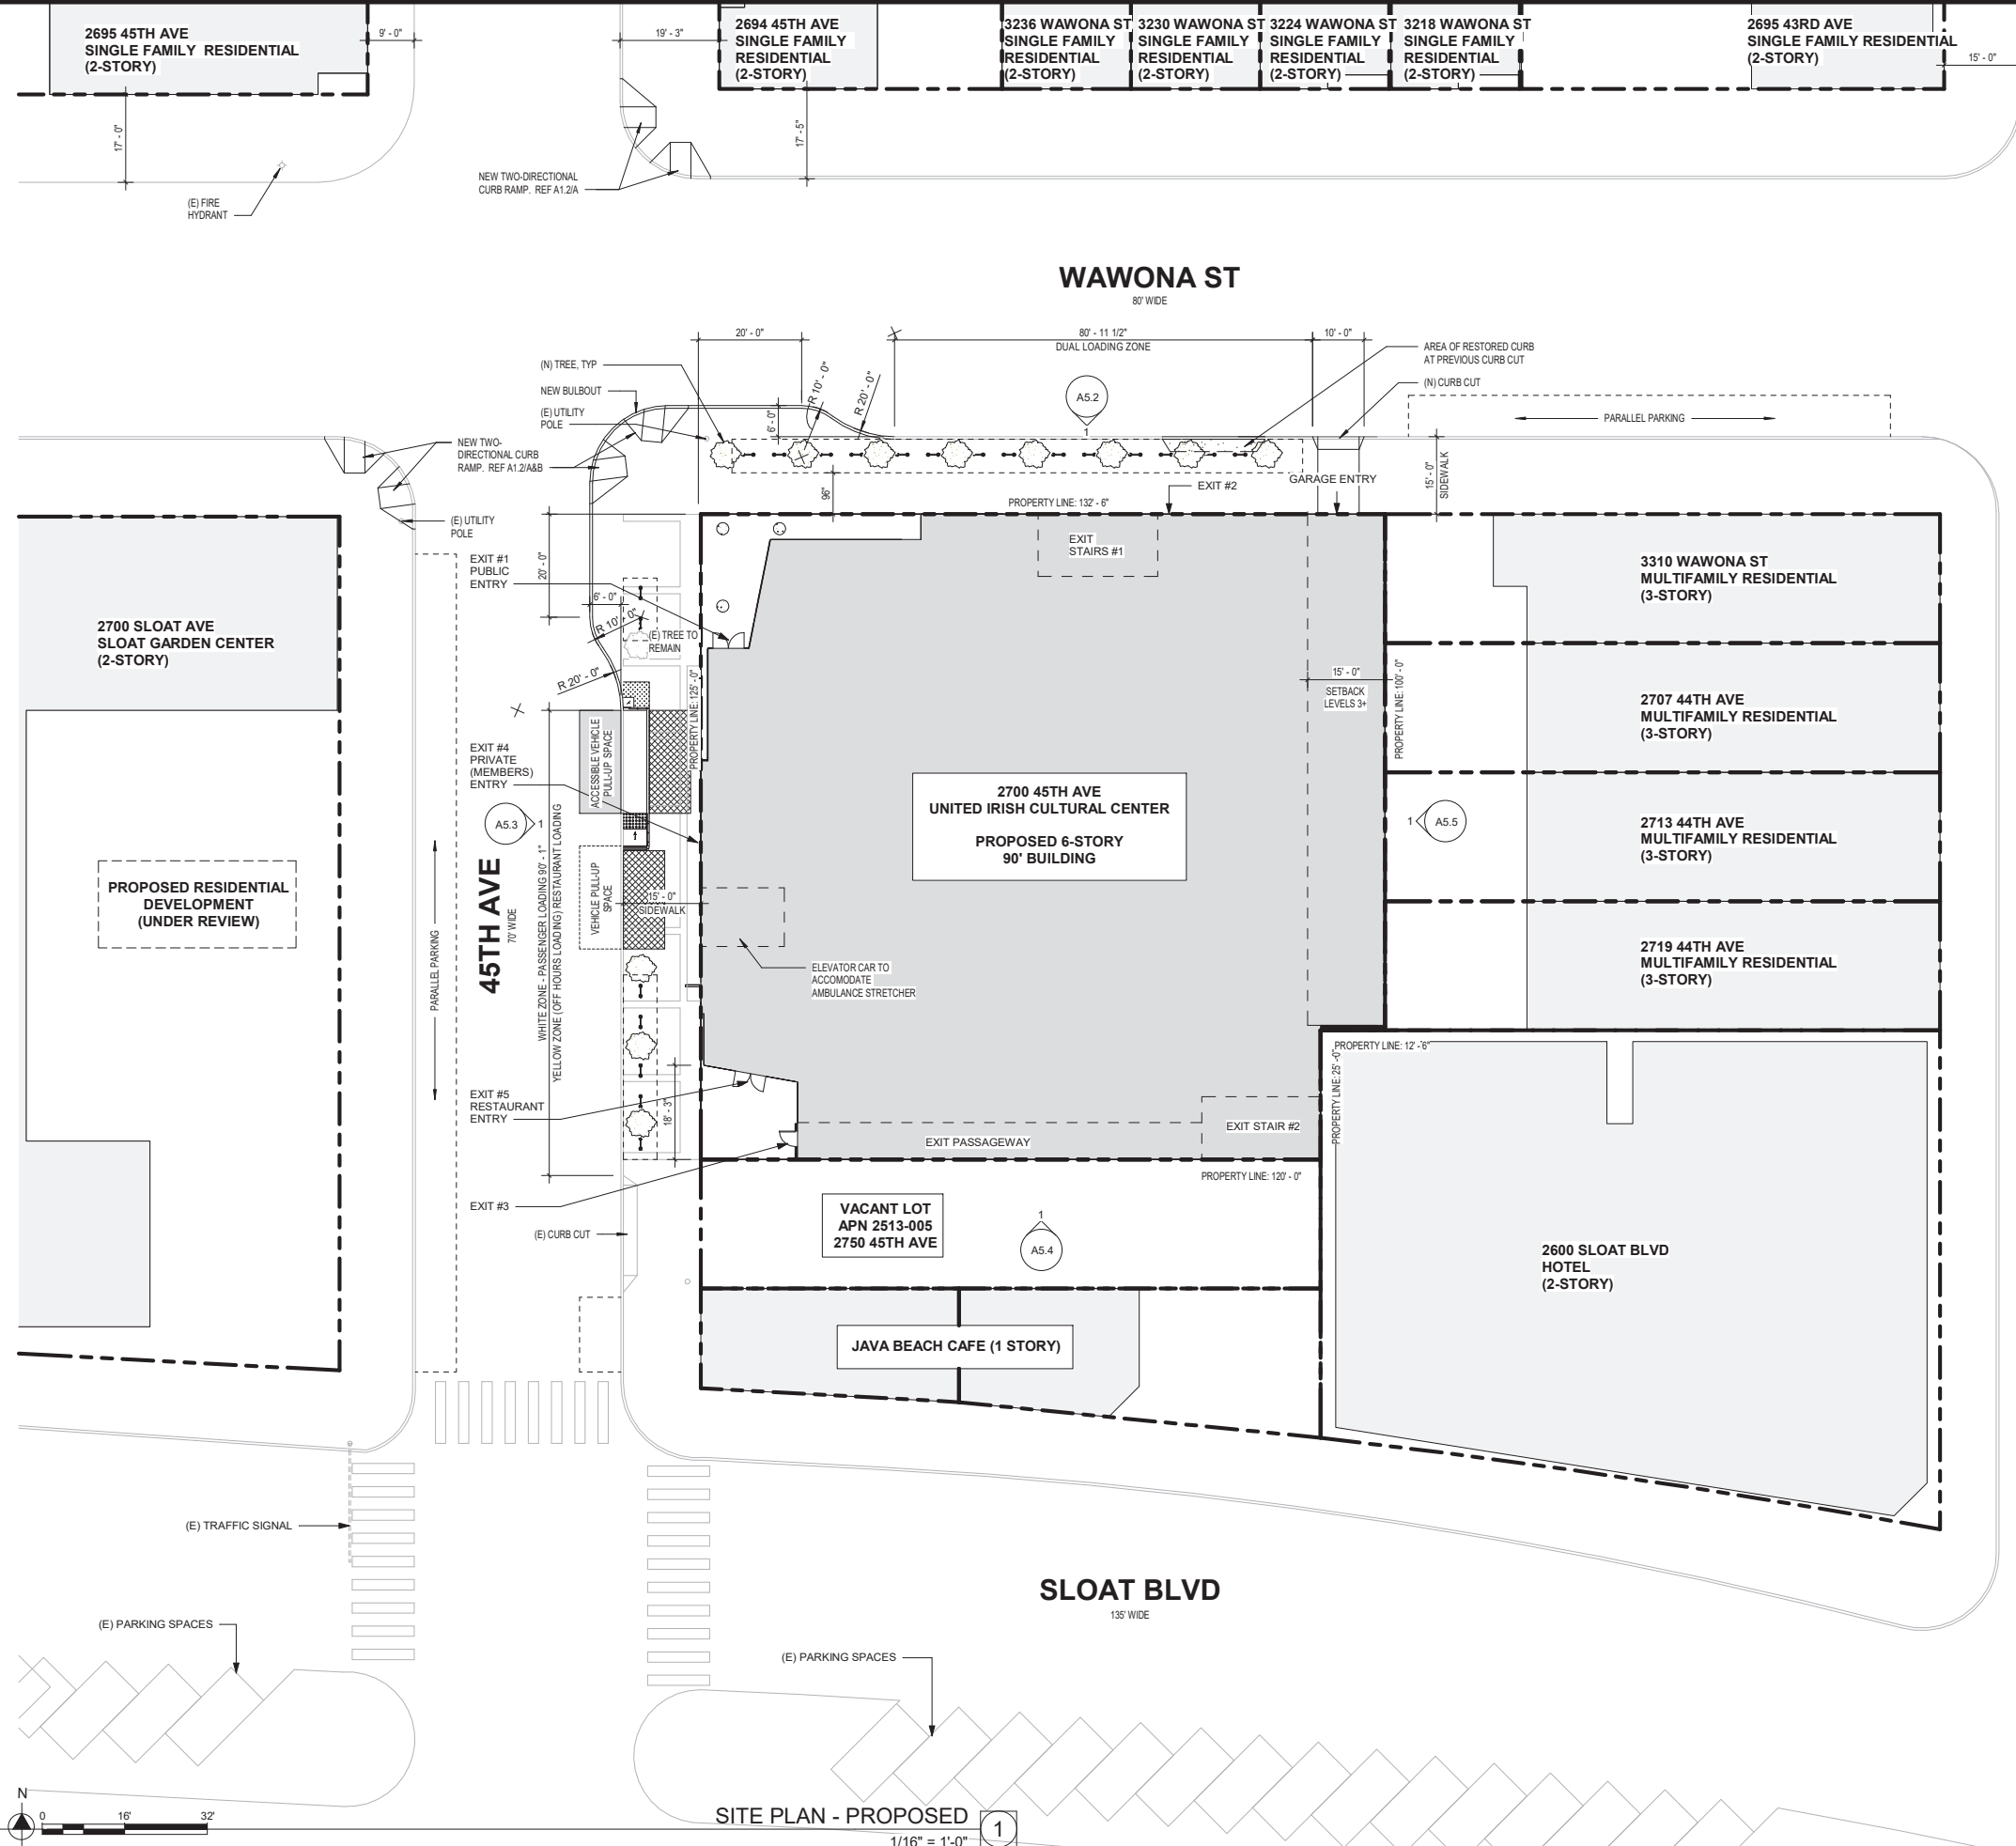 2695 45TH AVE
SINGLE FAMILY RESIDENTIAL
(2-STORY)
9' - 0"
19' - 3"
2694 45TH AVE
SINGLE FAMILY
RESIDENTIAL
(2-STORY)
3236 WAWONA ST
SINGLE FAMILY
RESIDENTIAL
(2-STORY)
3230 WAWONA ST
SINGLE FAMILY
RESIDENTIAL
(2-STORY)
3224 WAWONA ST
SINGLE FAMILY
RESIDENTIAL
(2-STORY)
3218 WAWONA ST
SINGLE FAMILY
RESIDENTIAL
(2-STORY)
2695 43RD AVE
SINGLE FAMILY RESIDENTIAL
(2-STORY)
15' - 0"
17' - 0"
17' - 5"
(E) FIRE
HYDRANT
NEW TWO-DIRECTIONAL
CURB RAMP. REF A1.2/A
WAWONA ST
80' WIDE
20' - 0"
80' - 11 1/2"
DUAL LOADING ZONE
10' - 0"
AREA OF RESTORED CURB
AT PREVIOUS CURB CUT
(N) CURB CUT
(N) TREE, TYP
NEW BULBOUT
(E) UTILITY
POLE
R 10' - 0"
R 20' - 0"
6' - 0"
A5.2
1
PARALLEL PARKING
NEW TWO-
DIRECTIONAL CURB
RAMP. REF A1.2/A&B
(E) UTILITY
POLE
96"
PROPERTY LINE: 132' - 6"
EXIT #2
GARAGE ENTRY
15' - 0"
SIDEWALK
EXIT
STAIRS #1
EXIT #1
PUBLIC
ENTRY
20' - 0"
6' - 0"
R 10' - 0"
(E) TREE TO
REMAIN
R 20' - 0"
2700 SLOAT AVE
SLOAT GARDEN CENTER
(2-STORY)
3310 WAWONA ST
MULTIFAMILY RESIDENTIAL
(3-STORY)
PROPERTY LINE: 125' - 0"
15' - 0"
SETBACK
LEVELS 3+
PROPERTY LINE: 100' - 0"
2707 44TH AVE
MULTIFAMILY RESIDENTIAL
(3-STORY)
EXIT #4
PRIVATE
(MEMBERS)
ENTRY
ACCESSIBLE VEHICLE
PULL-UP SPACE
A5.3
1
2700 45TH AVE
UNITED IRISH CULTURAL CENTER
PROPOSED 6-STORY
90' BUILDING
1
A5.5
2713 44TH AVE
MULTIFAMILY RESIDENTIAL
(3-STORY)
PROPOSED RESIDENTIAL
DEVELOPMENT
(UNDER REVIEW)
PARALLEL PARKING
45TH AVE
70' WIDE
WHITE ZONE - PASSENGER LOADING 90' - 1"
YELLOW ZONE (OFF HOURS LOADING) RESTAURANT LOADING
VEHICLE PULL-UP
SPACE
15' - 0"
SIDEWALK
ELEVATOR CAR TO
ACCOMODATE
AMBULANCE STRETCHER
2719 44TH AVE
MULTIFAMILY RESIDENTIAL
(3-STORY)
PROPERTY LINE: 12' - 6"
PROPERTY LINE: 25' - 0"
EXIT #5
RESTAURANT
ENTRY
18' - 3"
EXIT PASSAGEWAY
EXIT STAIR #2
PROPERTY LINE: 120' - 0"
EXIT #3
(E) CURB CUT
VACANT LOT
APN 2513-005
2750 45TH AVE
1
A5.4
2600 SLOAT BLVD
HOTEL
(2-STORY)
JAVA BEACH CAFE (1 STORY)
(E) TRAFFIC SIGNAL
SLOAT BLVD
135' WIDE
(E) PARKING SPACES
(E) PARKING SPACES
N
0 16' 32'
SITE PLAN - PROPOSED
1
1/16" = 1'-0"